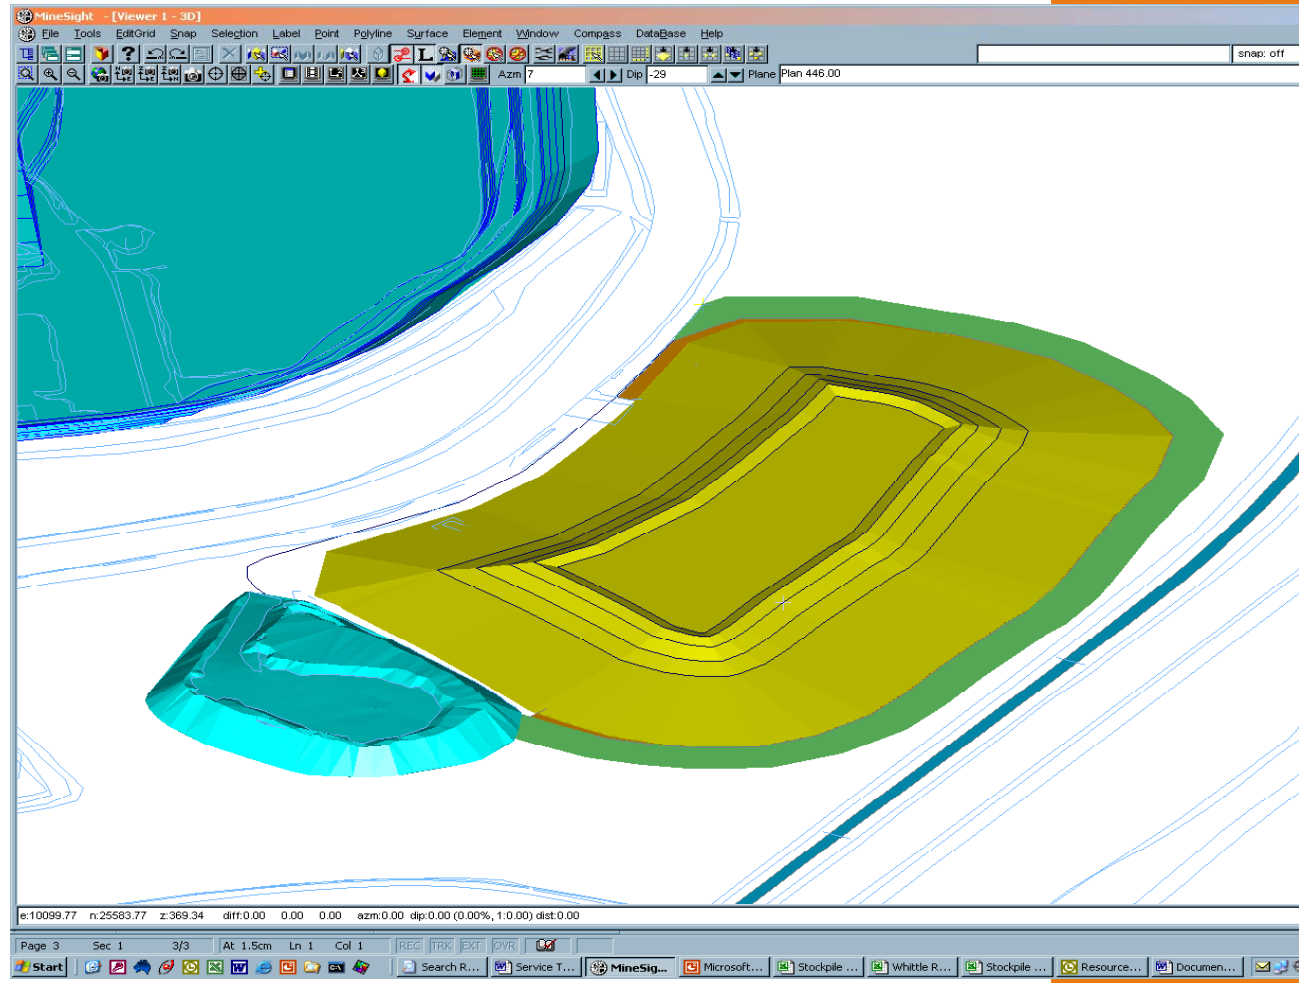 MineSight - [Viewer 1 - 3D]
File Tools EditGrid Snap Selection Label Point Polyline Surface Element Window Compass DataBase Help
snap: off
Azm 7 Dip -29 Plane Plan 446.00
e:10099.77 n:25583.77 z:369.34 diff:0.00 0.00 0.00 azm:0.00 dip:0.00 (0.00%, 1:0.00) dist:0.00
Page 3 Sec 1 3/3 At 1.5cm Ln 1 Col 1 REC TRK EXT OVR
Start Search R... Service T... MineSig... Microsoft... Stockpile ... Whittle R... Stockpile ... Resource... Documen...